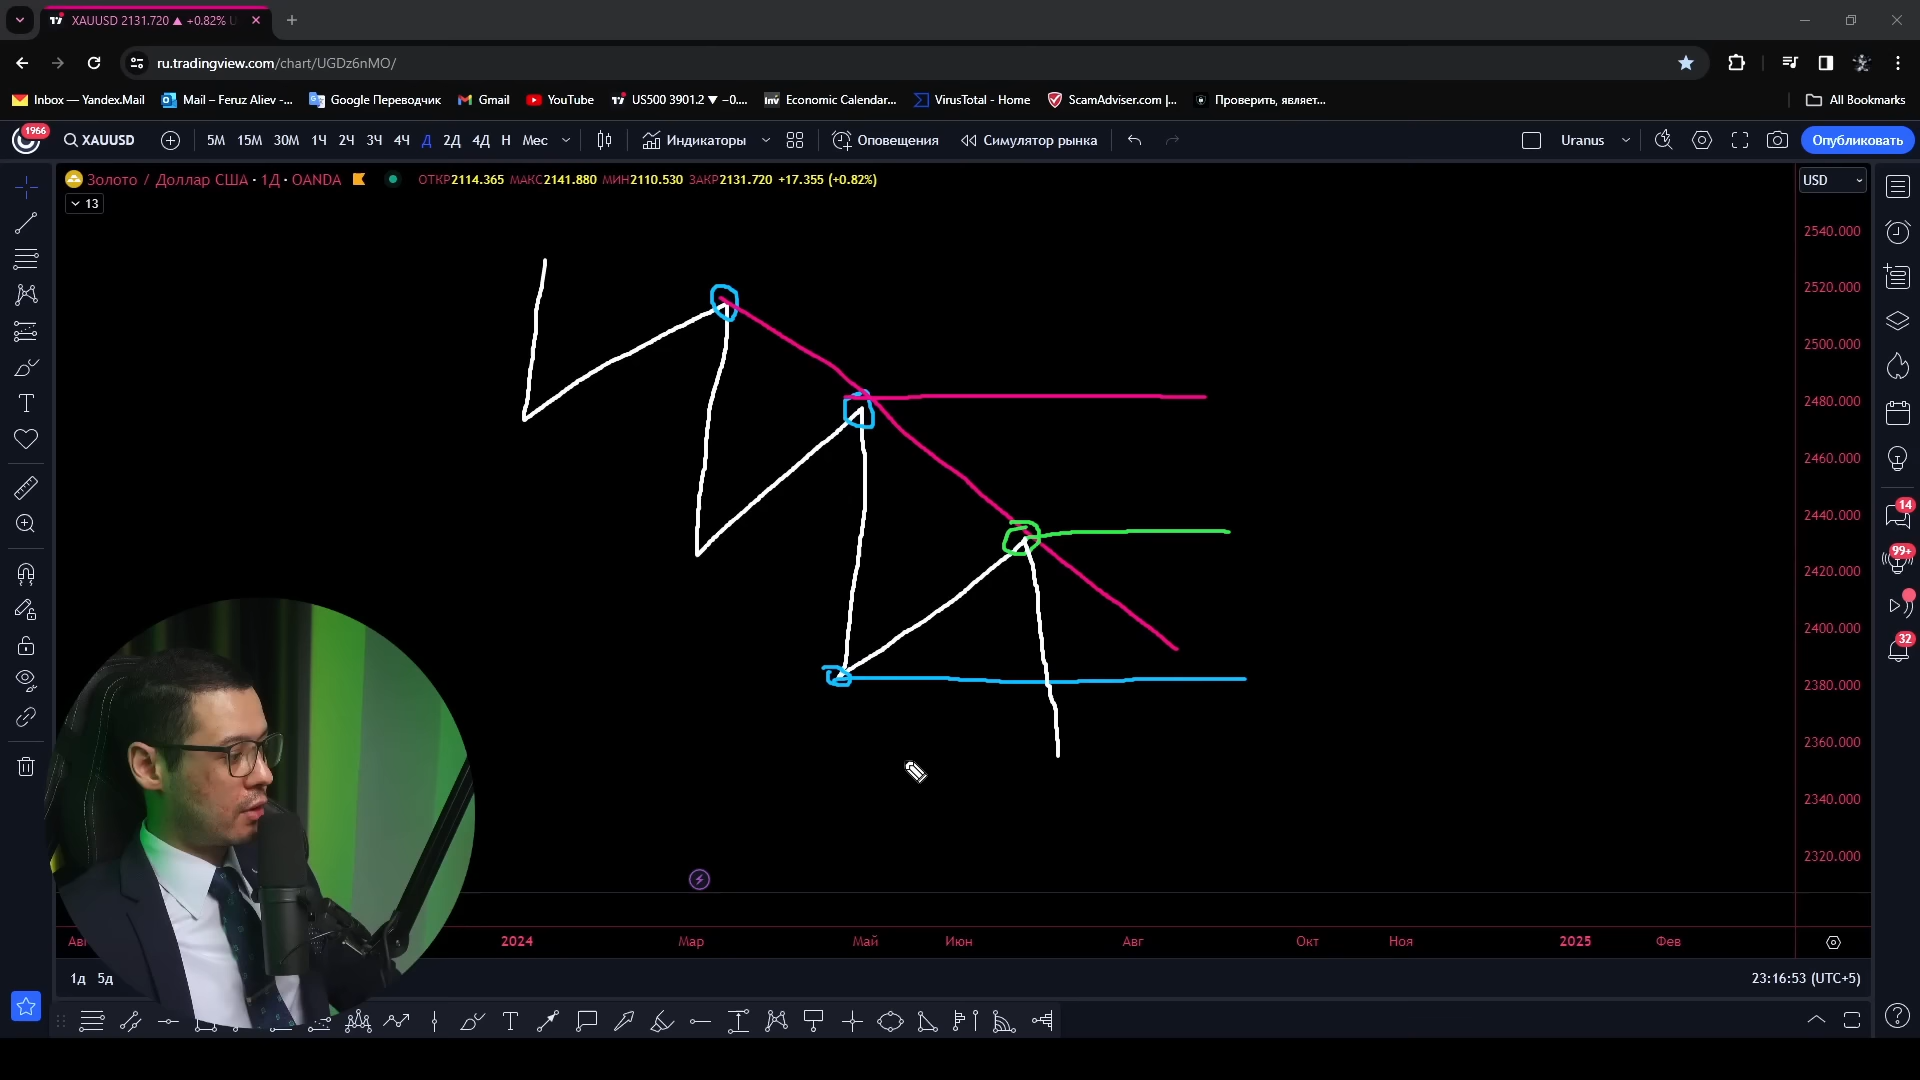 XAUUSD 2131.720 ▲ +0.82% U
ru.tradingview.com/chart/UGDz6nMO/
Inbox — Yandex.Mail
Mail – Feruz Aliev -...
Google Переводчик
Gmail
YouTube
US500 3901.2 ▼ −0....
Economic Calendar...
VirusTotal - Home
ScamAdviser.com |...
Проверить, являет...
All Bookmarks
1966
XAUUSD
5М 15М 30М 1Ч 2Ч 3Ч 4Ч Д 2Д 4Д Н Мес
Индикаторы
Оповещения
Симулятор рынка
Uranus
Опубликовать
Золото / Доллар США · 1Д · OANDA
ОТКР2114.365 МАКС2141.880 МИН2110.530 ЗАКР2131.720 +17.355 (+0.82%)
USD
13
2540.000
2520.000
2500.000
2480.000
2460.000
2440.000
2420.000
2400.000
2380.000
2360.000
2340.000
2320.000
14
99+
32
2024 Мар Май Июн Авг Окт Ноя 2025 Фев
1д 5д
23:16:53 (UTC+5)